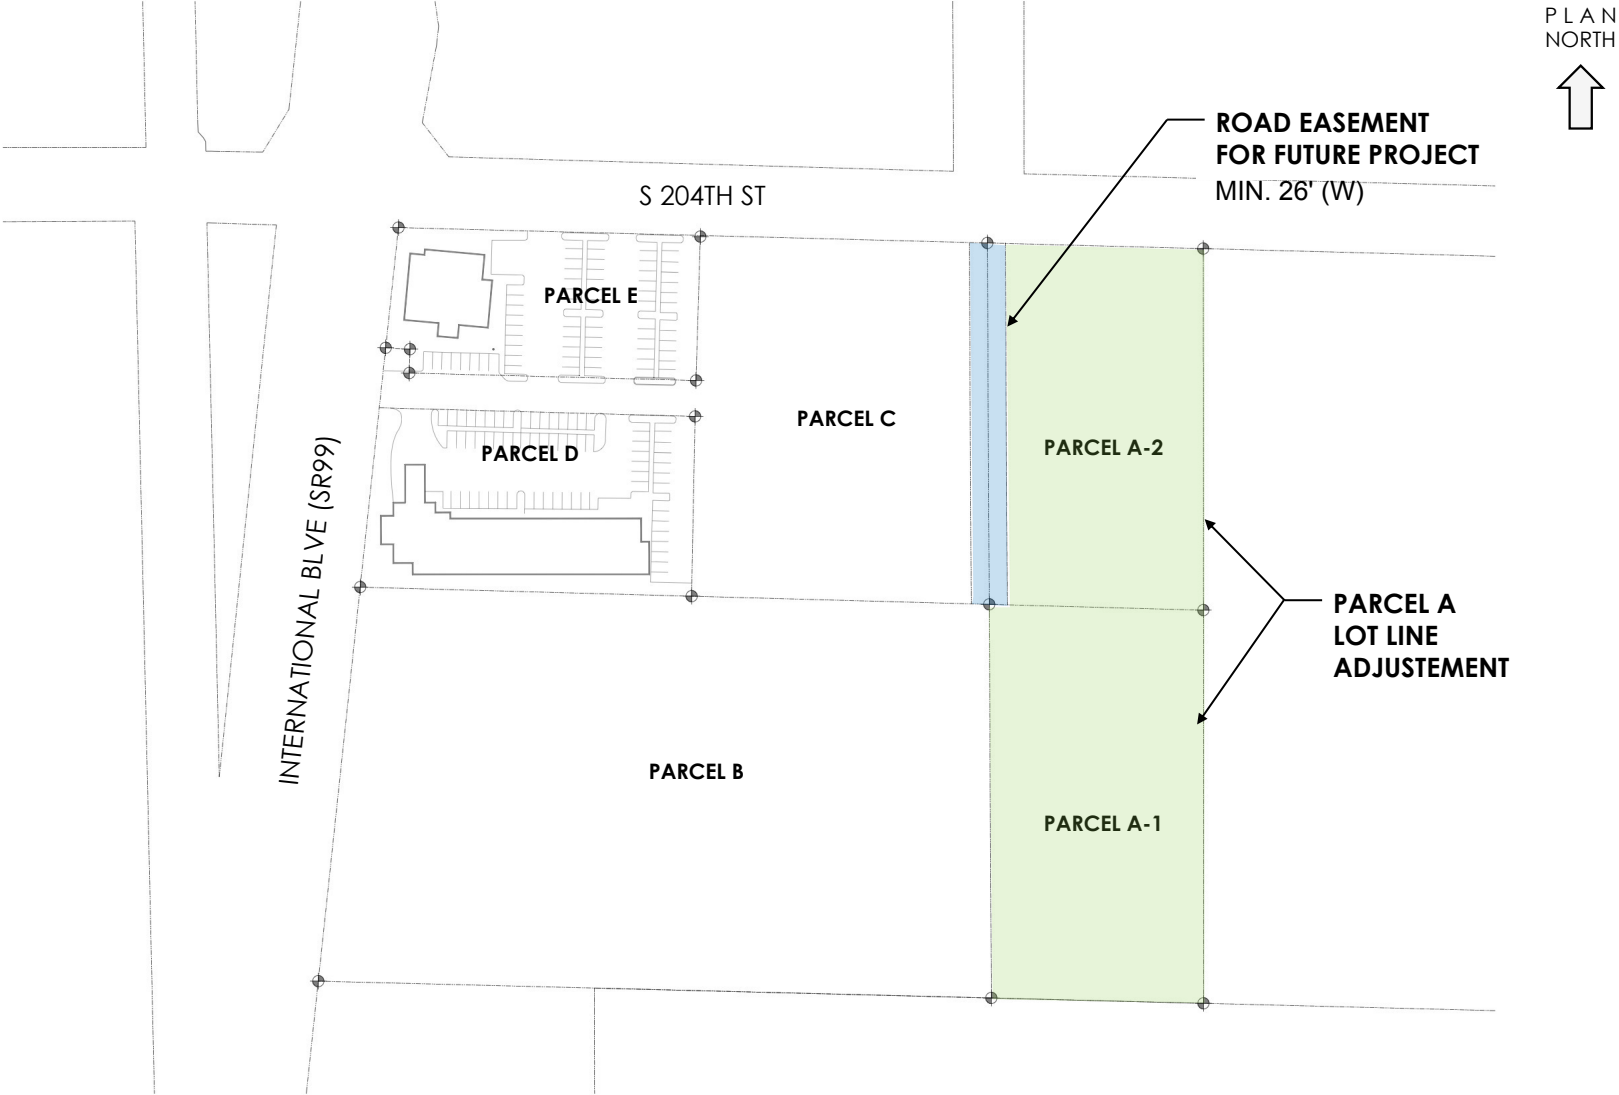 PLAN
NORTH
ROAD EASEMENT
FOR FUTURE PROJECT
MIN. 26' (W)
S 204TH ST
PARCEL E
PARCEL C
PARCEL A-2
PARCEL D
INTERNATIONAL BLVE (SR99)
PARCEL A
LOT LINE
ADJUSTEMENT
PARCEL B
PARCEL A-1